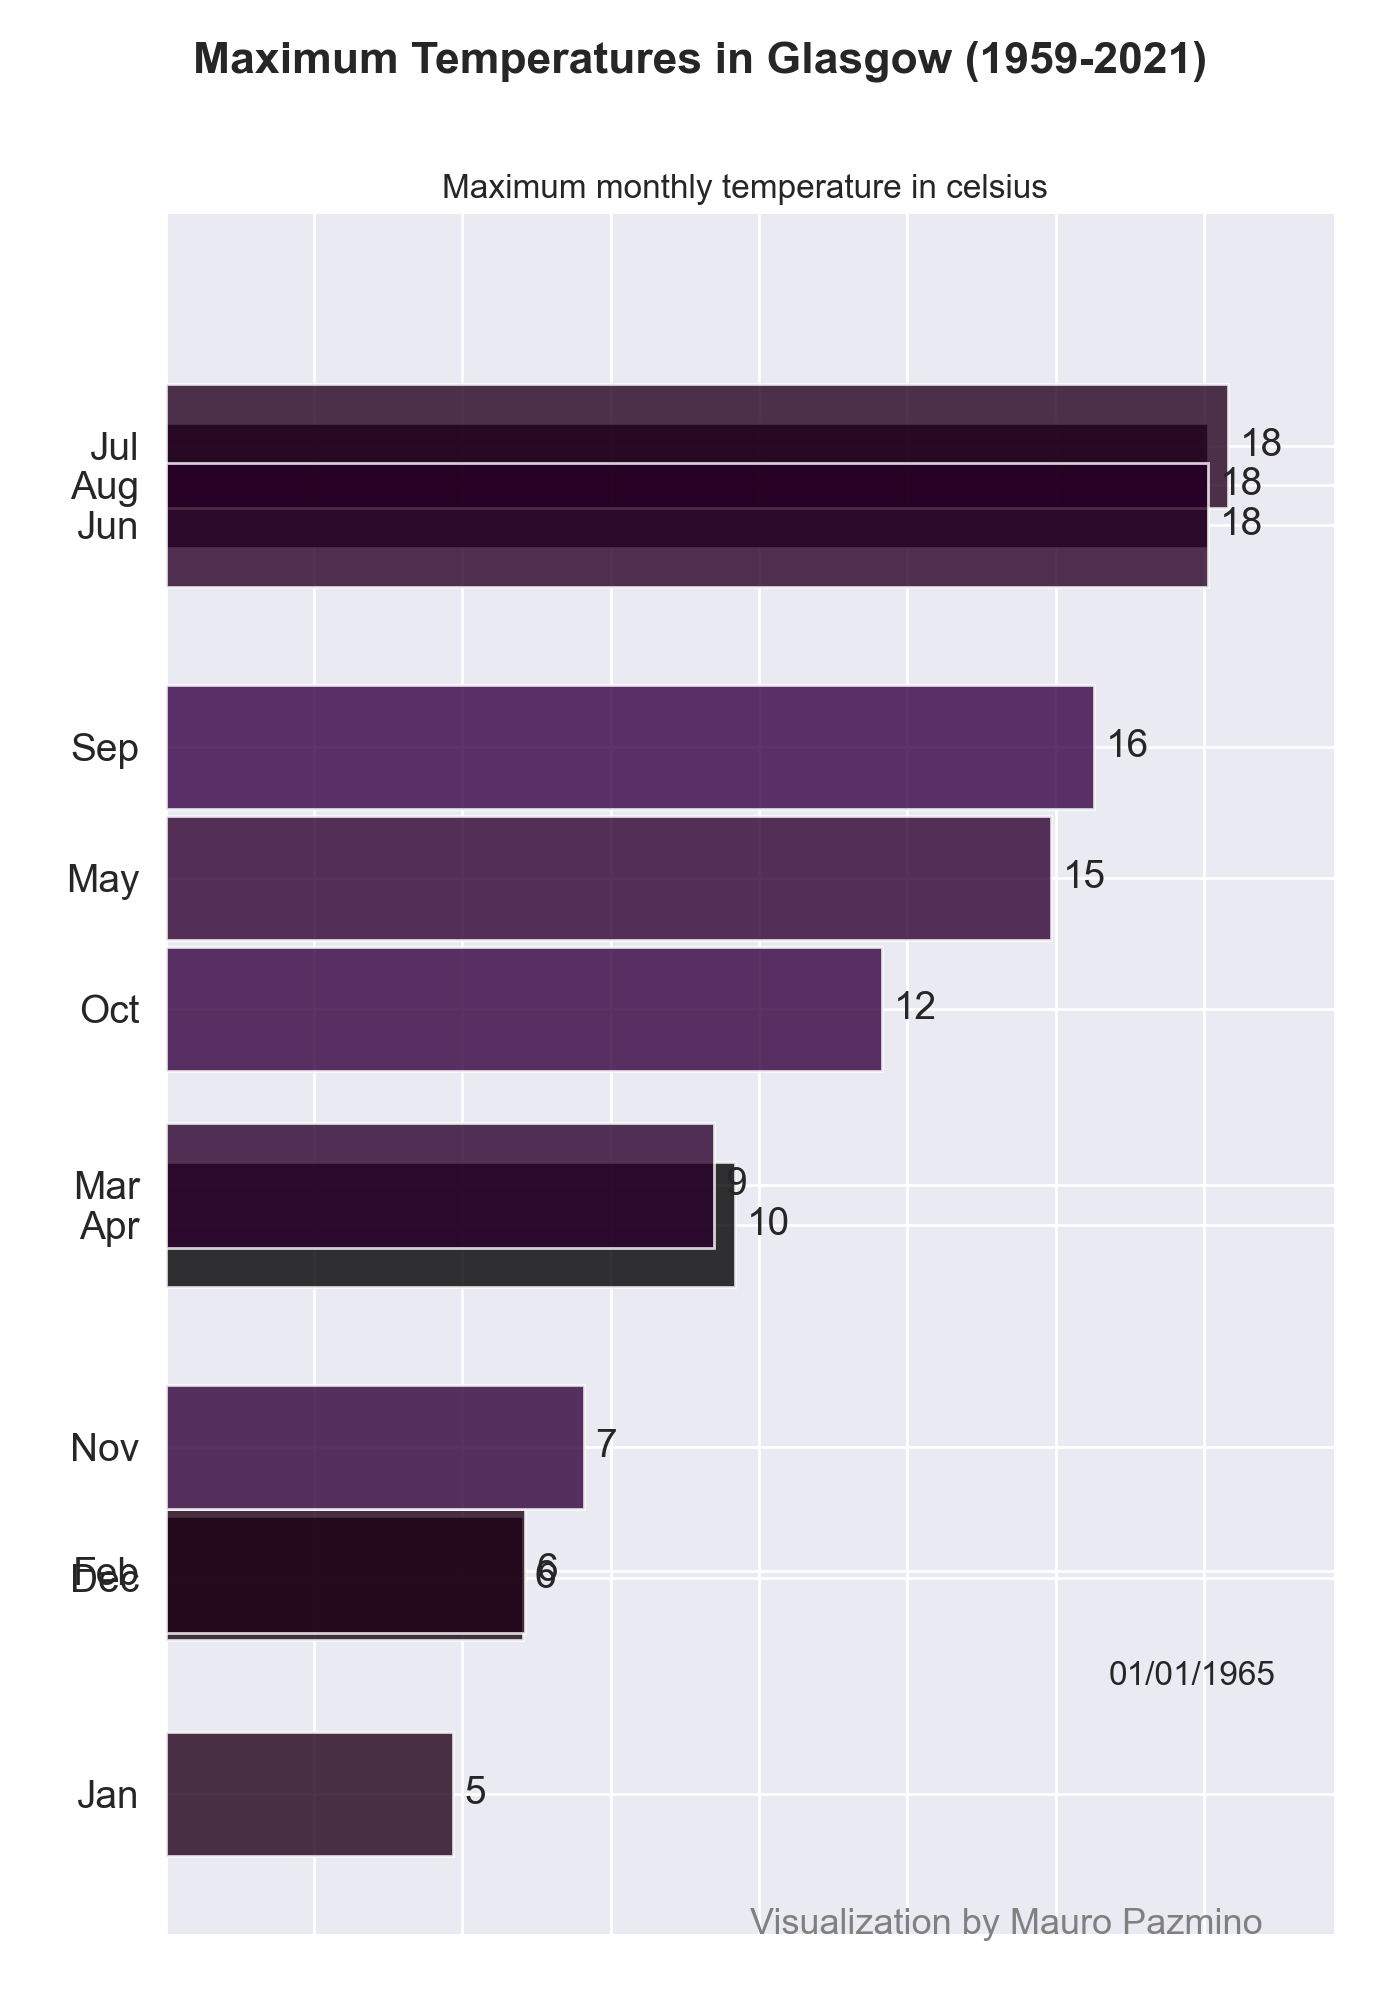 Maximum Temperatures in Glasgow (1959-2021)
Maximum monthly temperature in celsius
Jul 18
Aug 18
Jun 18
Sep 16
May 15
Oct 12
Mar 9
Apr 10
Nov 7
Feb 6
Dec 6
01/01/1965
Jan 5
Visualization by Mauro Pazmino